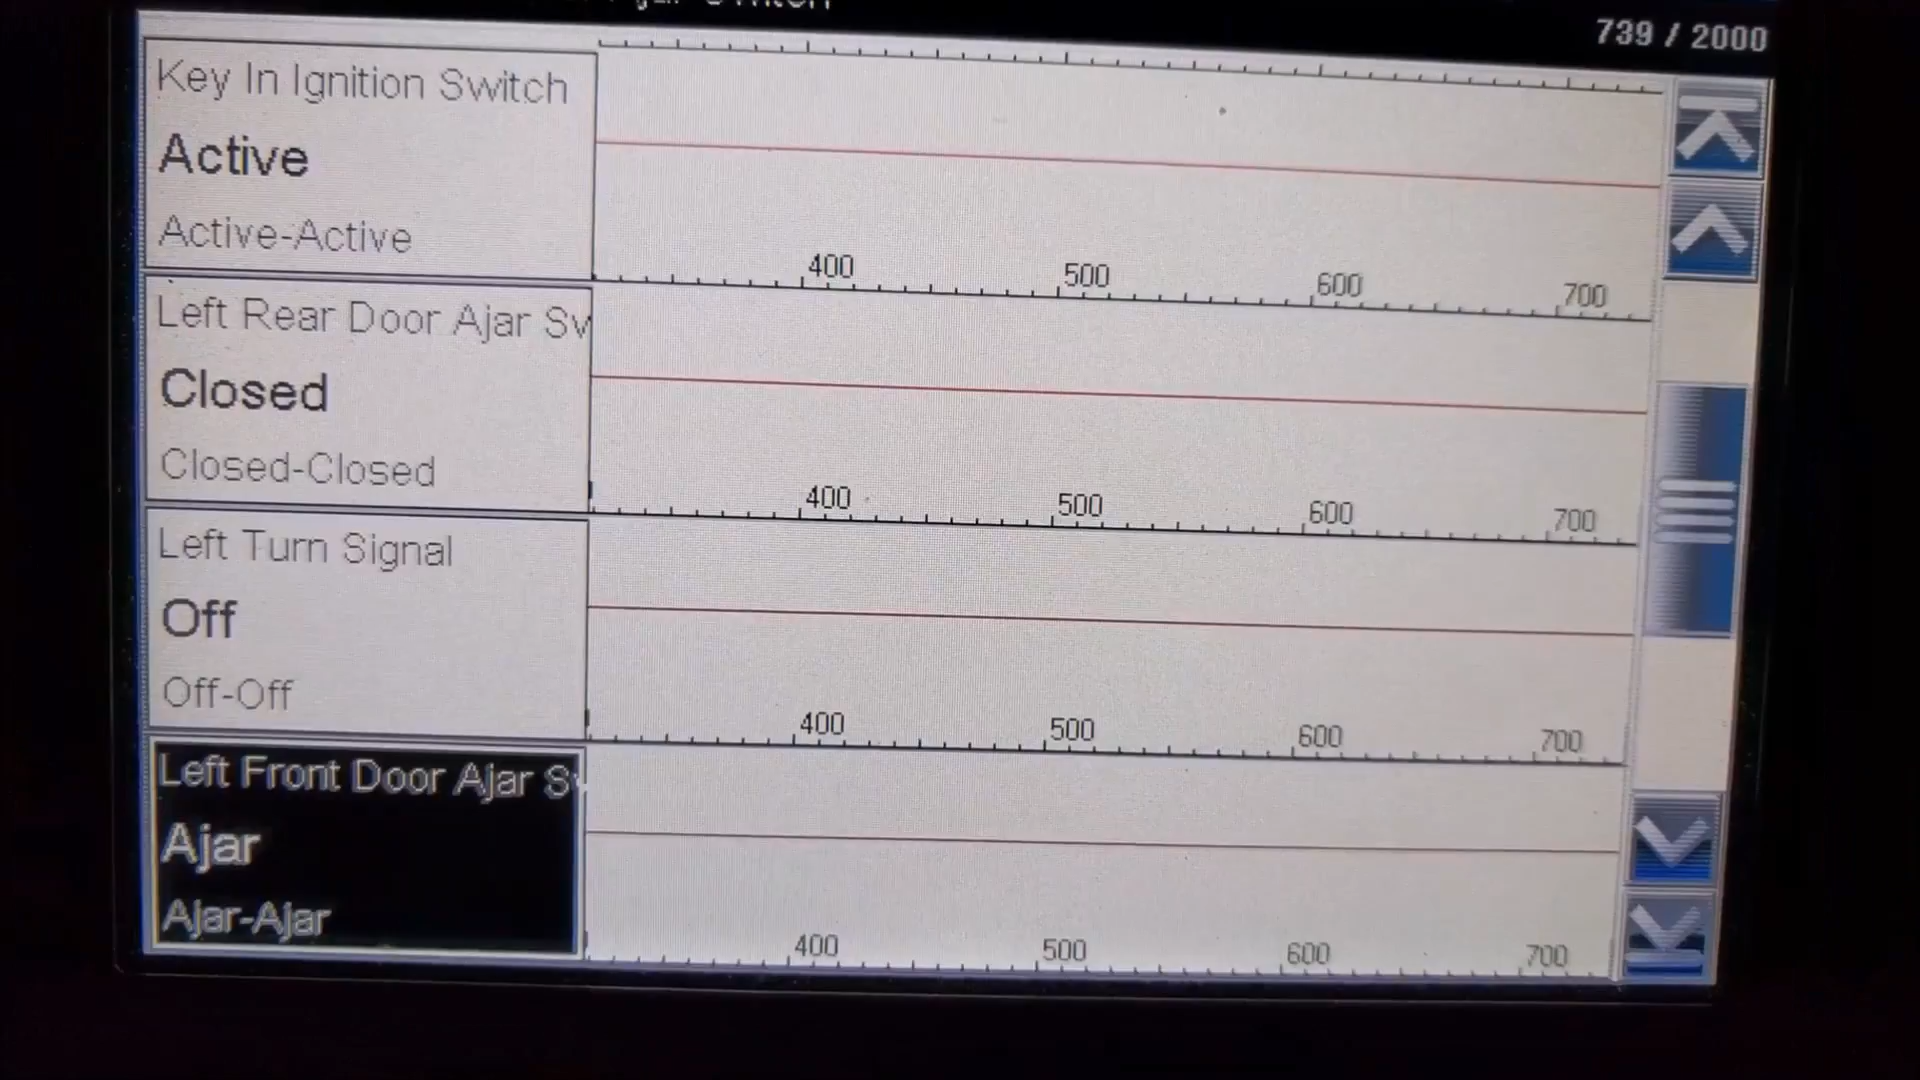 739 / 2000
Key In Ignition Switch
Active
Active-Active
400 500 600 700
Left Rear Door Ajar
Closed
Closed-Closed
400 500 600 700
Left Turn Signal
Off
Off-Off
400 500 600 700
Left Front Door Ajar
Ajar
Ajar-Ajar
400 500 600 700